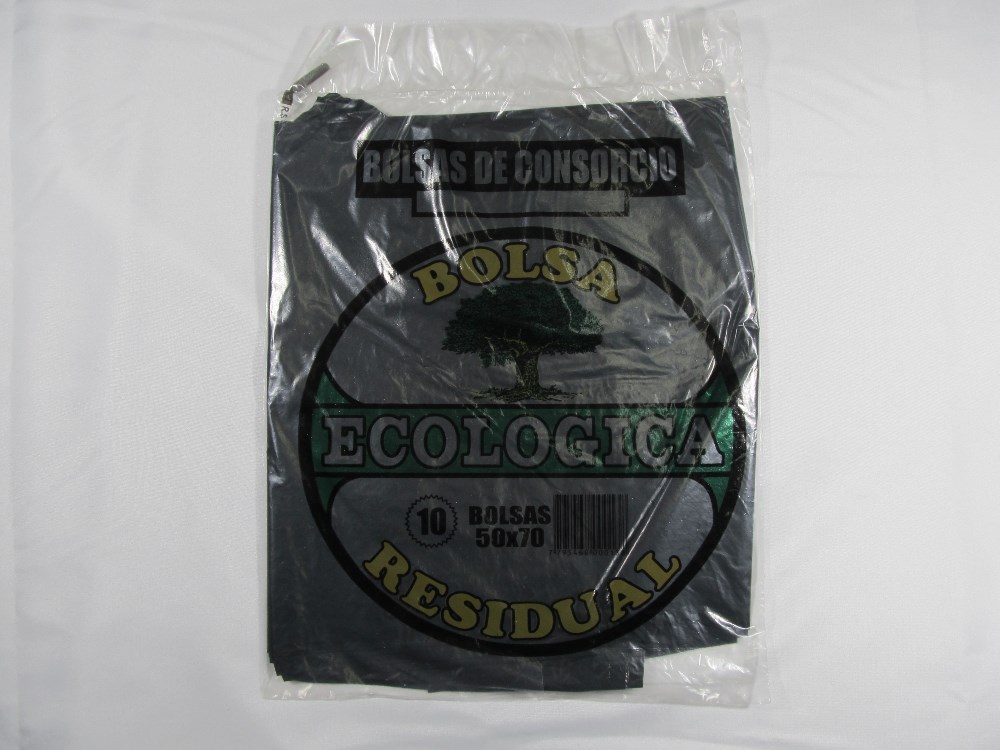 BOLSAS DE CONSORCIO
BOLSA
ECOLOGICA
10
BOLSAS
50x70
RESIDUAL